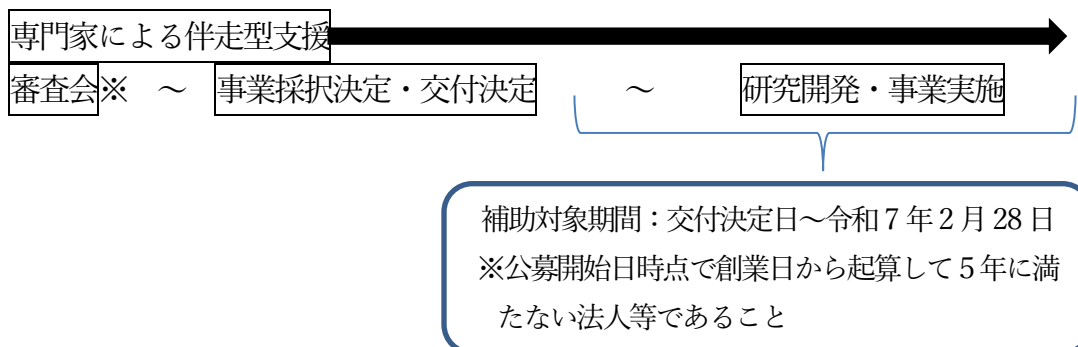 専門家による伴走型支援
審査会※ ~ 事業採択決定・交付決定 ~ 研究開発・事業実施
補助対象期間:交付決定日~令和7年2月28日
※公募開始日時点で創業日から起算して5年に満
たない法人等であること